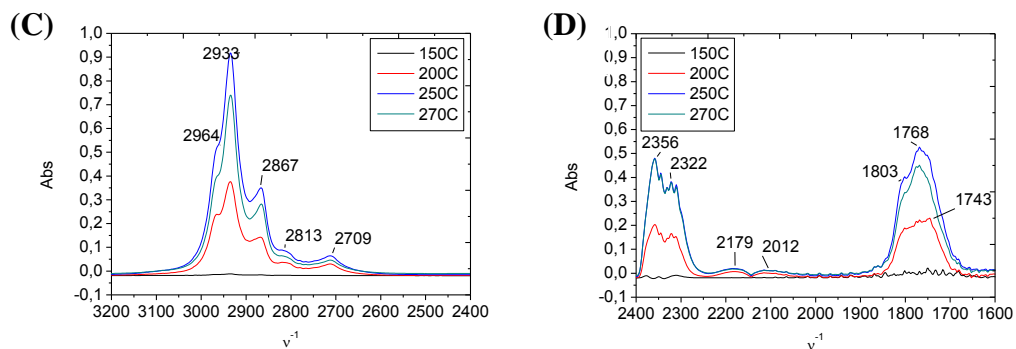 (C)
1,0
0,9
0,8
0,7
0,6
0,5
0,4
0,3
0,2
0,1
0,0
-0,1
Abs
2933
2964
2867
2813
2709
150C
200C
250C
270C
3200 3100 3000 2900 2800 2700 2600 2500 2400
ν⁻¹
(D)
1,0
0,9
0,8
0,7
0,6
0,5
0,4
0,3
0,2
0,1
0,0
-0,1
Abs
150C
200C
250C
270C
2356
2322
2179
2012
1768
1803
1743
2400 2300 2200 2100 2000 1900 1800 1700 1600
ν⁻¹